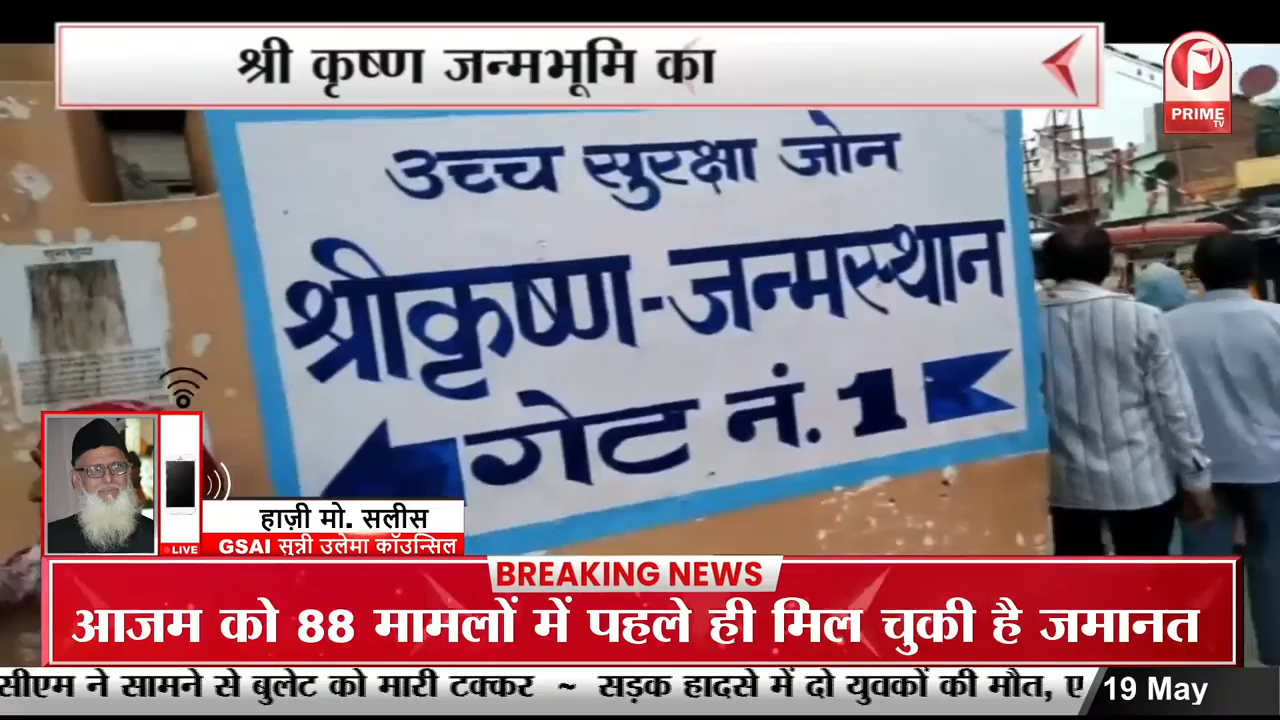 श्री कृष्ण जन्मभूमि का
PRIME
TV
उच्च सुरक्षा जोन
श्रीकृष्ण-जन्मस्थान
गेट नं. 1
हाज़ी मो. सलीस
LIVE
GSAI सुन्नी उलेमा कॉउन्सिल
BREAKING NEWS
आजम को 88 मामलों में पहले ही मिल चुकी है जमानत
सीएम ने सामने से बुलेट को मारी टक्कर ~ सड़क हादसे में दो युवकों की मौत, ए
19 May